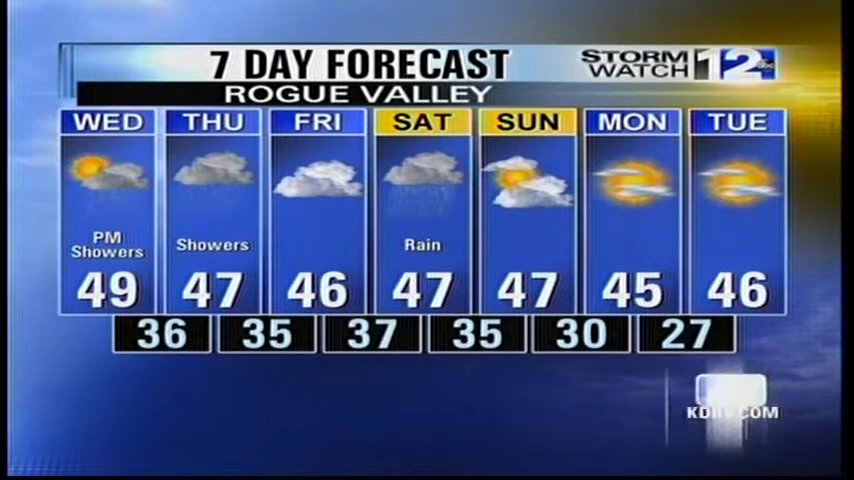 7 DAY FORECAST
STORM
WATCH 12 abc
ROGUE VALLEY
WED THU FRI SAT SUN MON TUE
PM
Showers Showers Rain
49 47 46 47 47 45 46
36 35 37 35 30 27
KDRV.COM